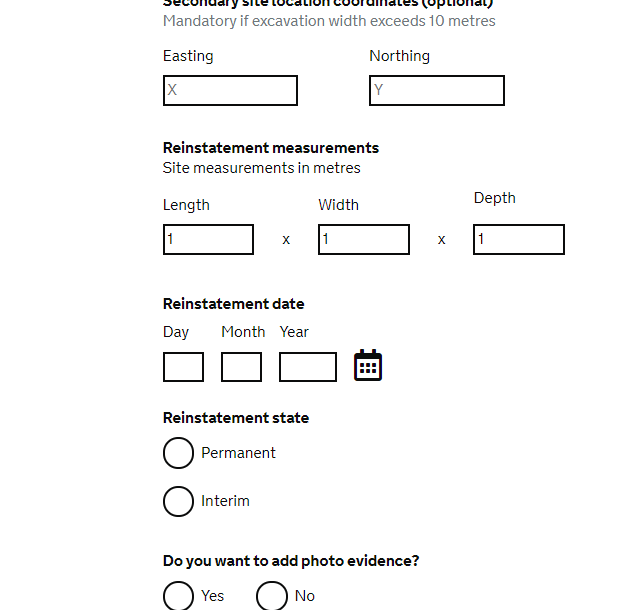 Secondary site location coordinates (optional)
Mandatory if excavation width exceeds 10 metres
Easting Northing
X Y
Reinstatement measurements
Site measurements in metres
Length Width Depth
1 x 1 x 1
Reinstatement date
Day Month Year
Reinstatement state
Permanent
Interim
Do you want to add photo evidence?
Yes No